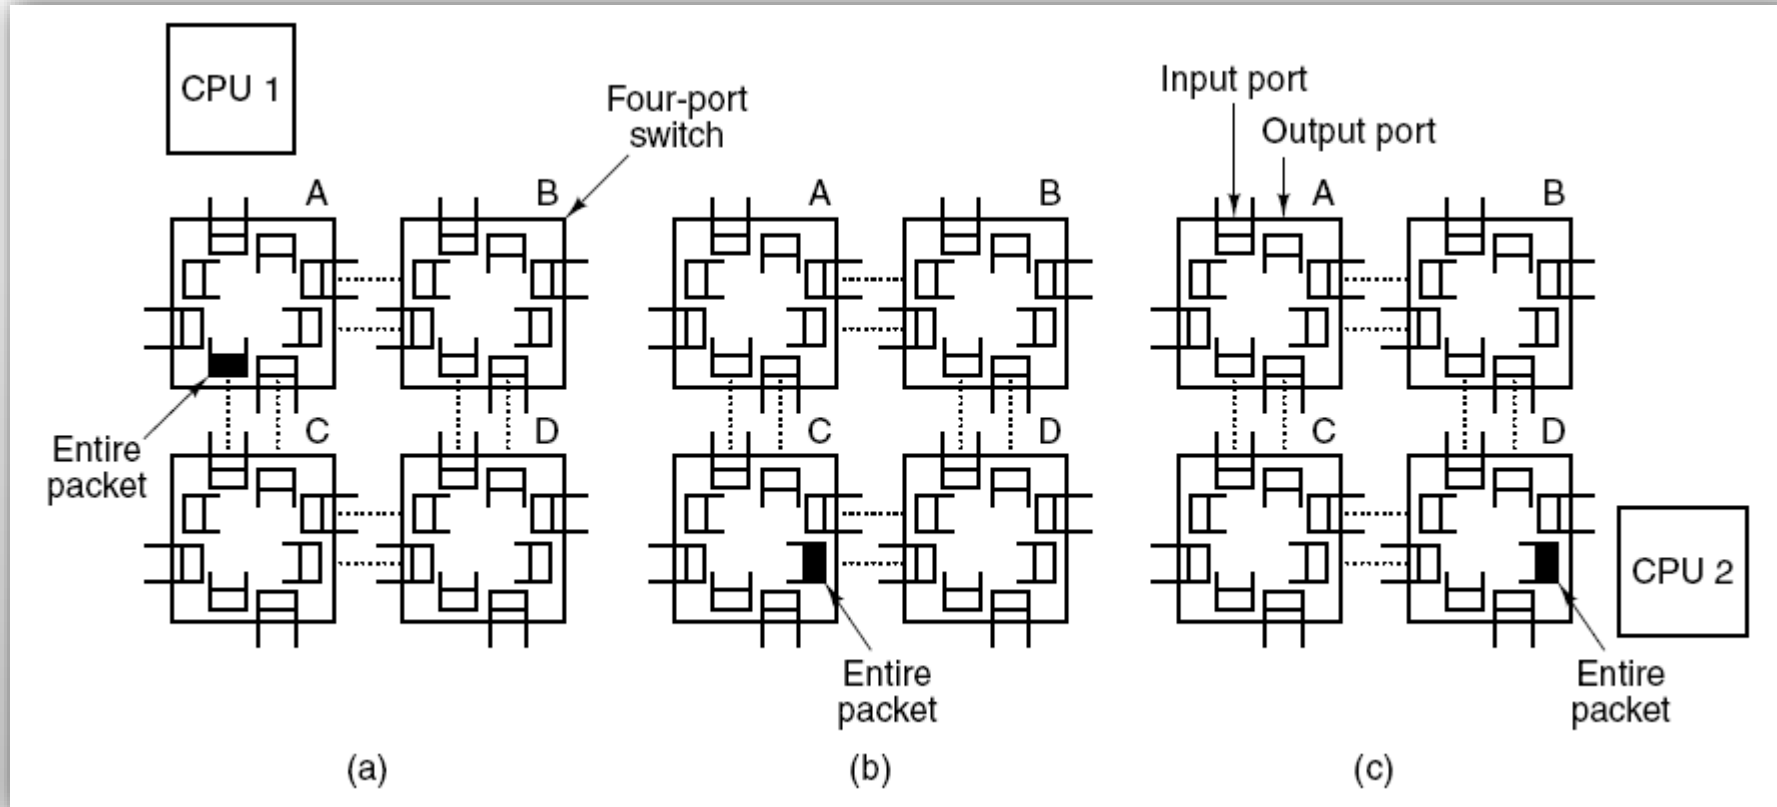 CPU 1
Four-port
switch
Input port
Output port
A
B
A
B
A
B
Entire
packet
C
D
C
D
C
D
CPU 2
Entire
packet
Entire
packet
(a)
(b)
(c)